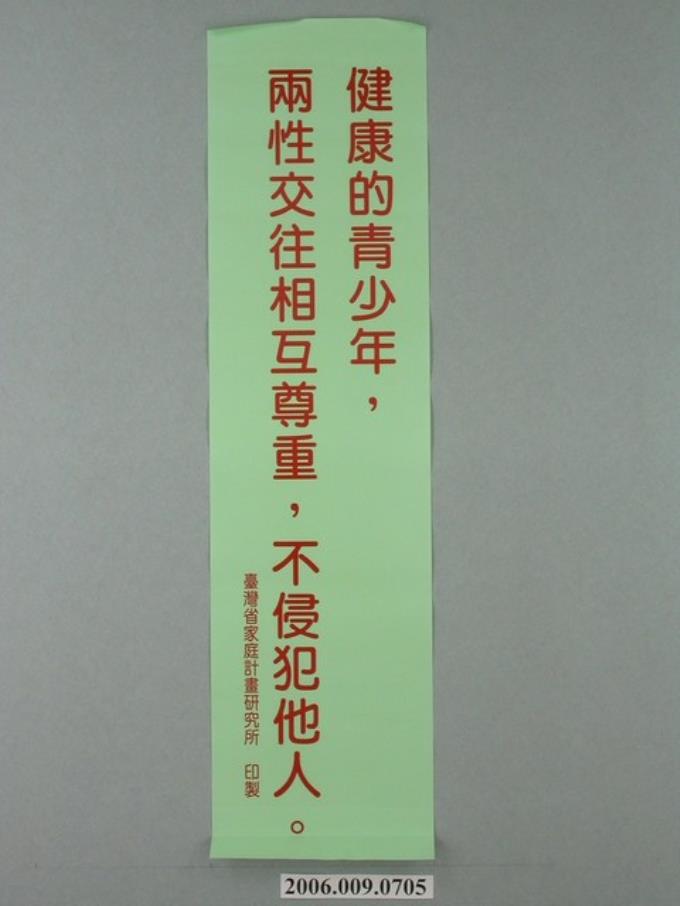 健康的青少年，
兩性交往相互尊重，不侵犯他人。
臺灣省家庭計畫研究所 印製
2006.009.0705